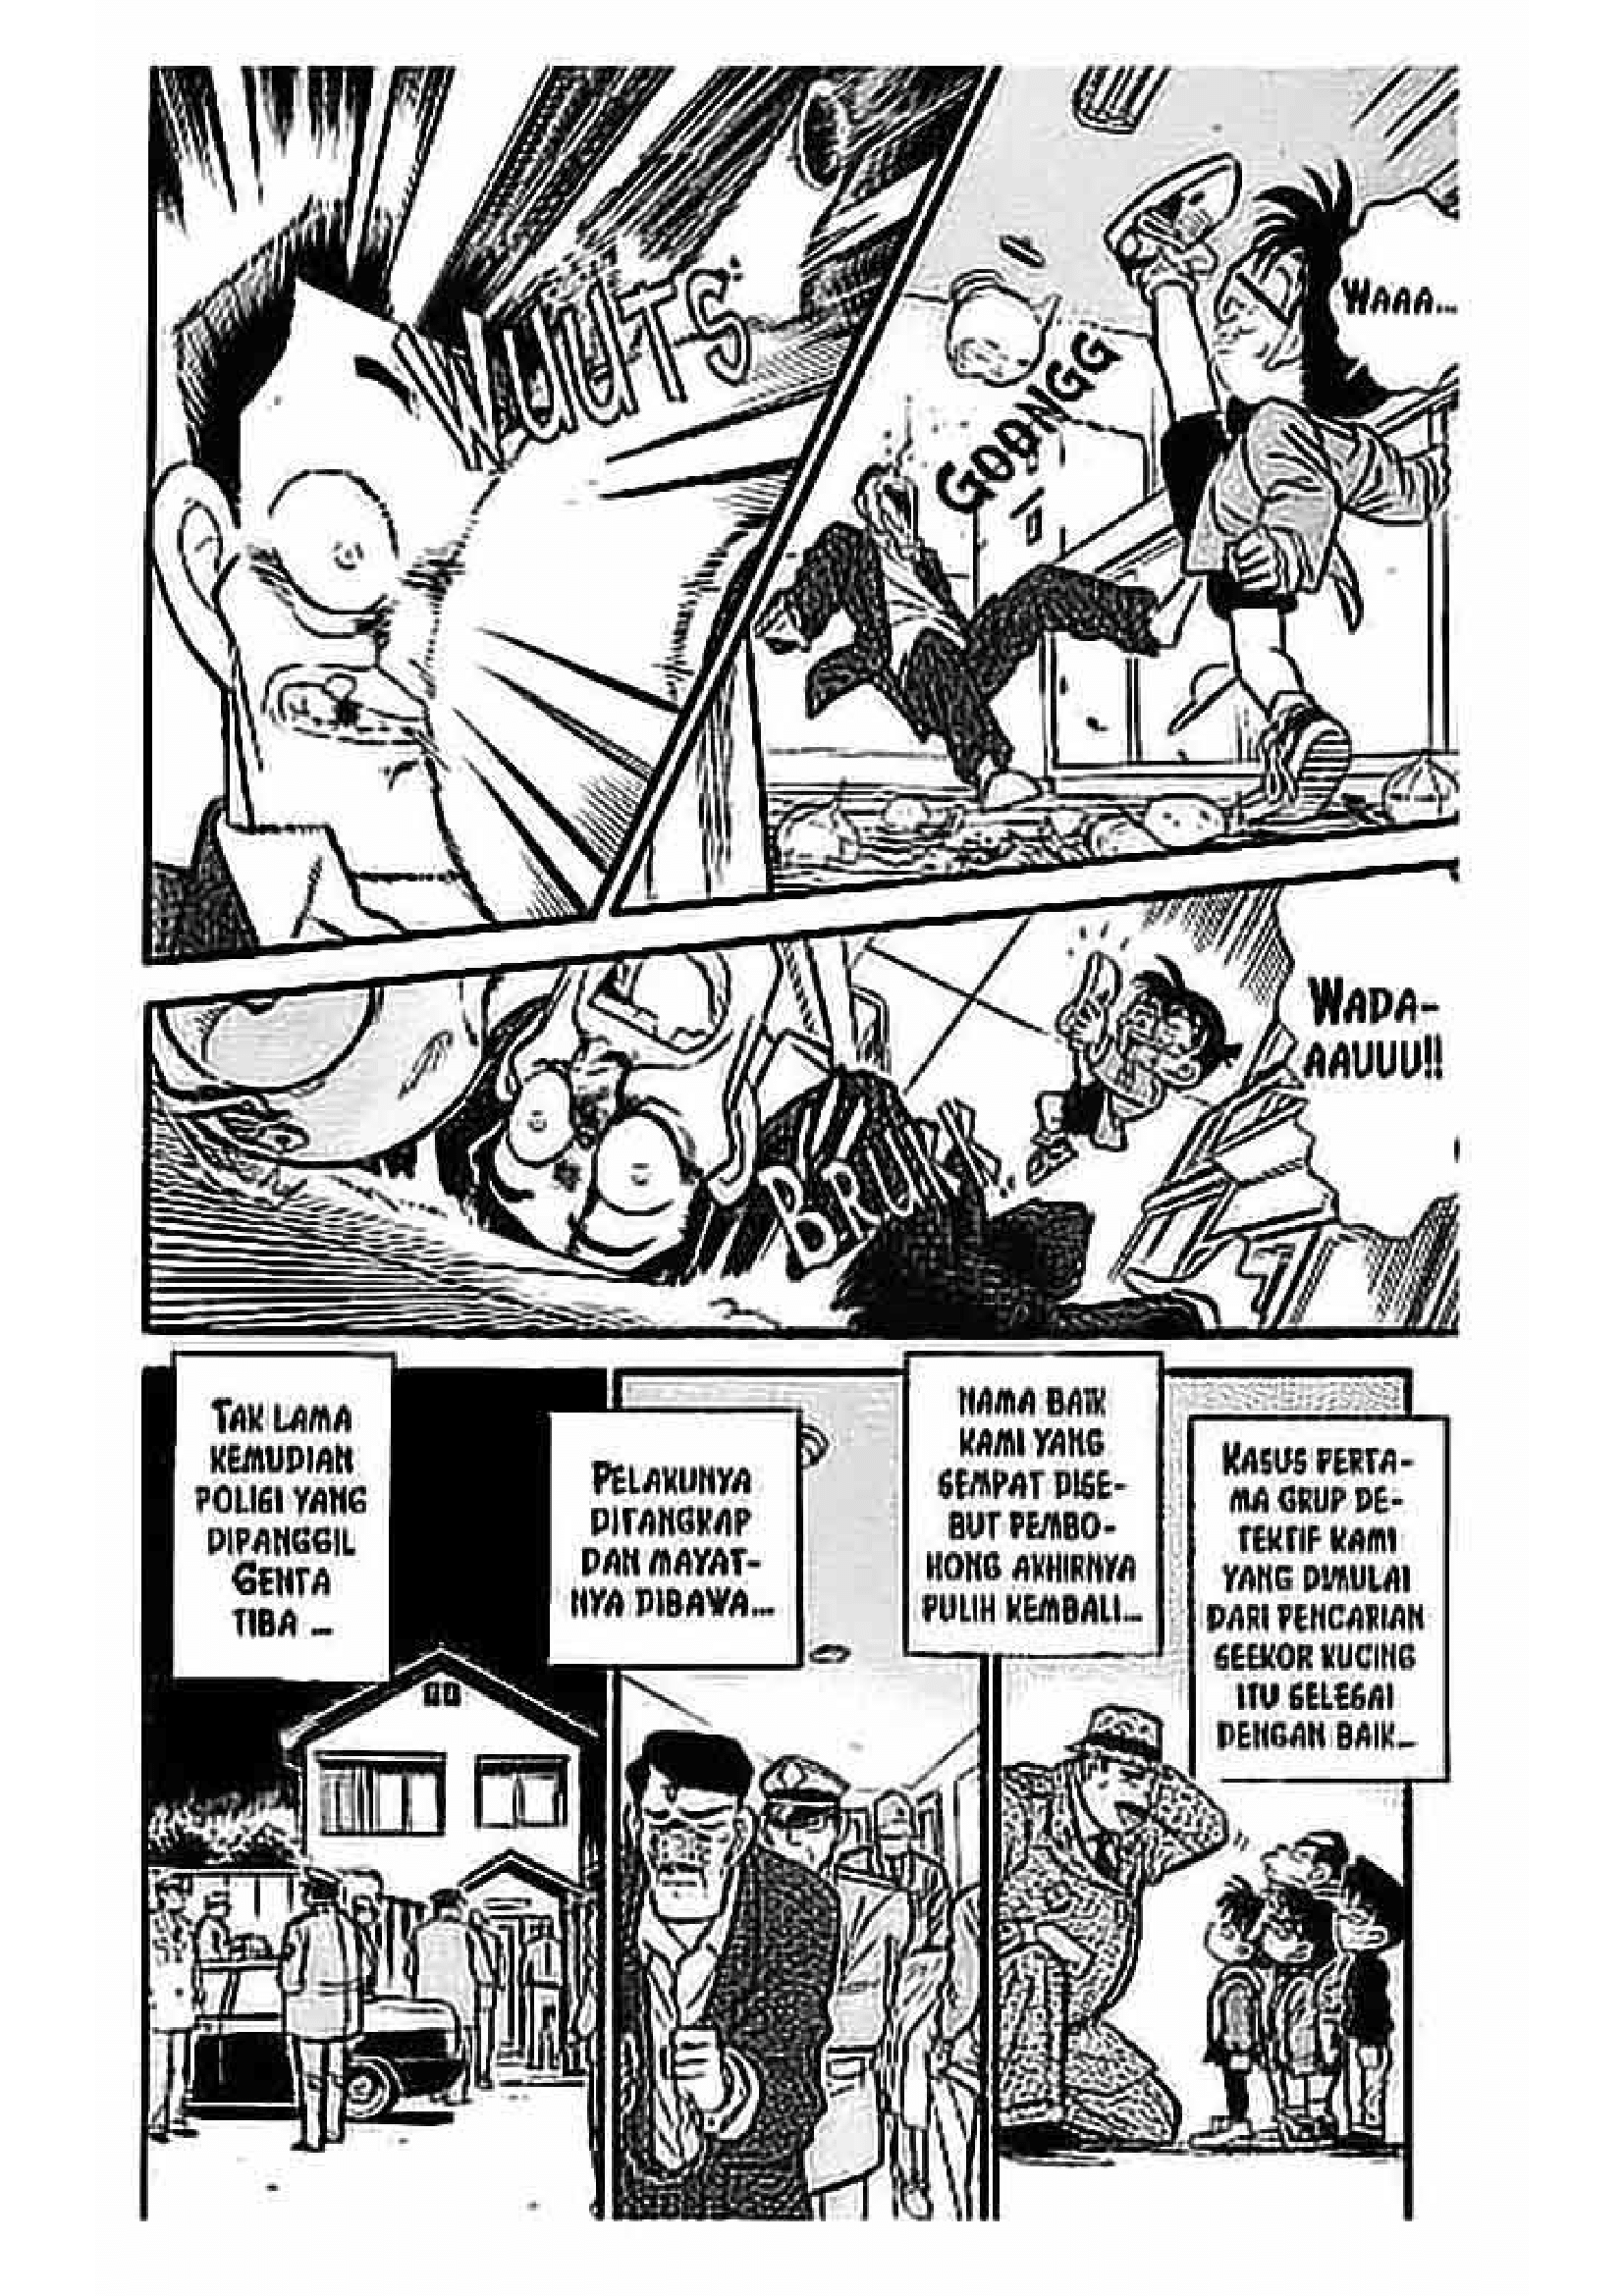 WUUTS
WAAA...
GOONGG
WADA-
AAUUU!!
BRUKK
TAK LAMA
KEMUDIAN
POLISI YANG
DIPANGGIL
GENTA
TIBA ...
PELAKUNYA
DITANGKAP
DAN MAYAT-
NYA DIBAWA...
NAMA BAIK
KAMI YANG
SEMPAT DISE-
BUT PEMBO-
HONG AKHIRNYA
PULIH KEMBALI...
KASUS PERTA-
MA GRUP DE-
TEKTIF KAMI
YANG DIMULAI
DARI PENCARIAN
SEEKOR KUCING
ITU SELESAI
DENGAN BAIK...